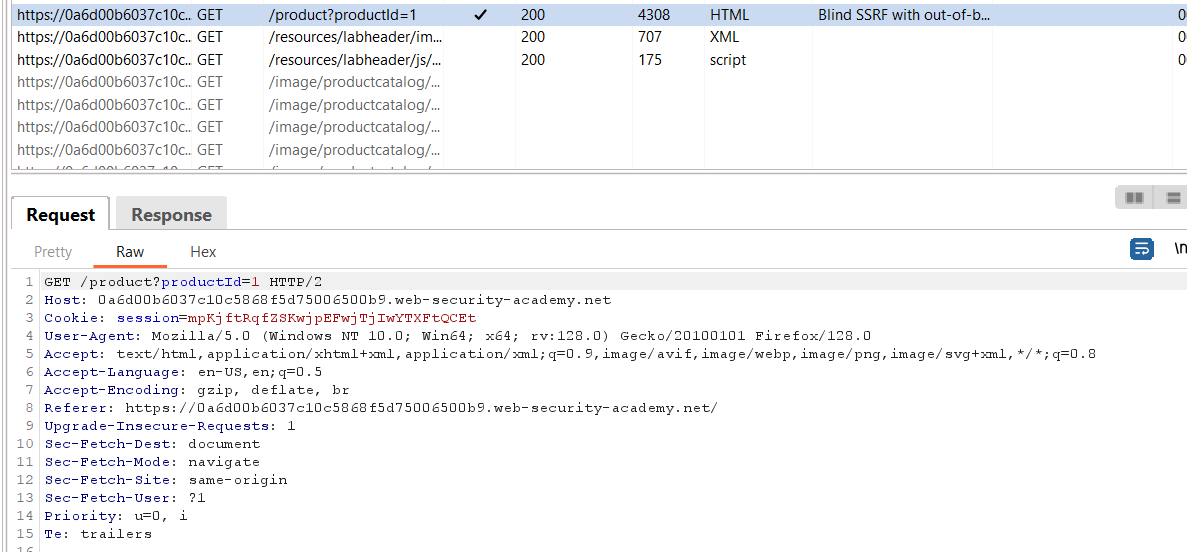 https://0a6d00b6037c10c... GET /product?productId=1 ✓ 200 4308 HTML Blind SSRF with out-of-b... 0
https://0a6d00b6037c10c... GET /resources/labheader/im... 200 707 XML 0
https://0a6d00b6037c10c... GET /resources/labheader/js/... 200 175 script 0
https://0a6d00b6037c10c... GET /image/productcatalog/...
https://0a6d00b6037c10c... GET /image/productcatalog/...
https://0a6d00b6037c10c... GET /image/productcatalog/...
https://0a6d00b6037c10c... GET /image/productcatalog/...
Request Response
Pretty Raw Hex \n
1 GET /product?productId=1 HTTP/2
2 Host: 0a6d00b6037c10c5868f5d75006500b9.web-security-academy.net
3 Cookie: session=mpKjftRqfZSKwjpEFwjTjIwYTXFtQCEt
4 User-Agent: Mozilla/5.0 (Windows NT 10.0; Win64; x64; rv:128.0) Gecko/20100101 Firefox/128.0
5 Accept: text/html,application/xhtml+xml,application/xml;q=0.9,image/avif,image/webp,image/png,image/svg+xml,*/*;q=0.8
6 Accept-Language: en-US,en;q=0.5
7 Accept-Encoding: gzip, deflate, br
8 Referer: https://0a6d00b6037c10c5868f5d75006500b9.web-security-academy.net/
9 Upgrade-Insecure-Requests: 1
10 Sec-Fetch-Dest: document
11 Sec-Fetch-Mode: navigate
12 Sec-Fetch-Site: same-origin
13 Sec-Fetch-User: ?1
14 Priority: u=0, i
15 Te: trailers